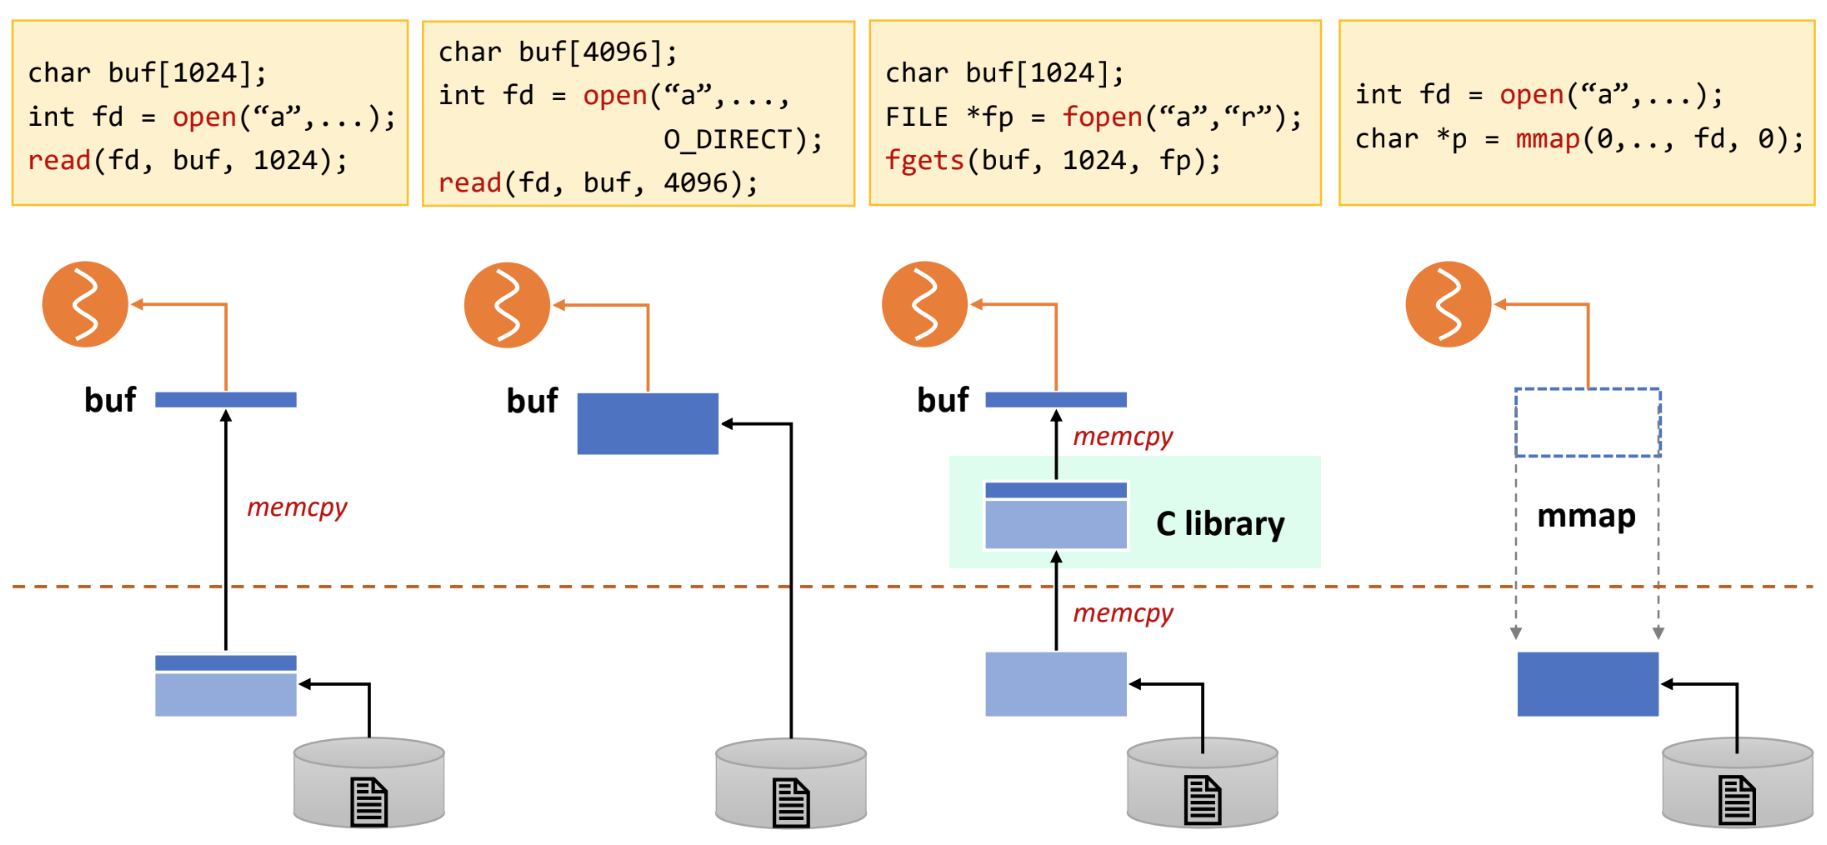 char buf[1024];
int fd = open(“a”,...);
read(fd, buf, 1024);
char buf[4096];
int fd = open(“a”,...,
O_DIRECT);
read(fd, buf, 4096);
char buf[1024];
FILE *fp = fopen(“a”,“r”);
fgets(buf, 1024, fp);
int fd = open(“a”,...);
char *p = mmap(0,.., fd, 0);
buf
memcpy
buf
buf
memcpy
C library
memcpy
mmap